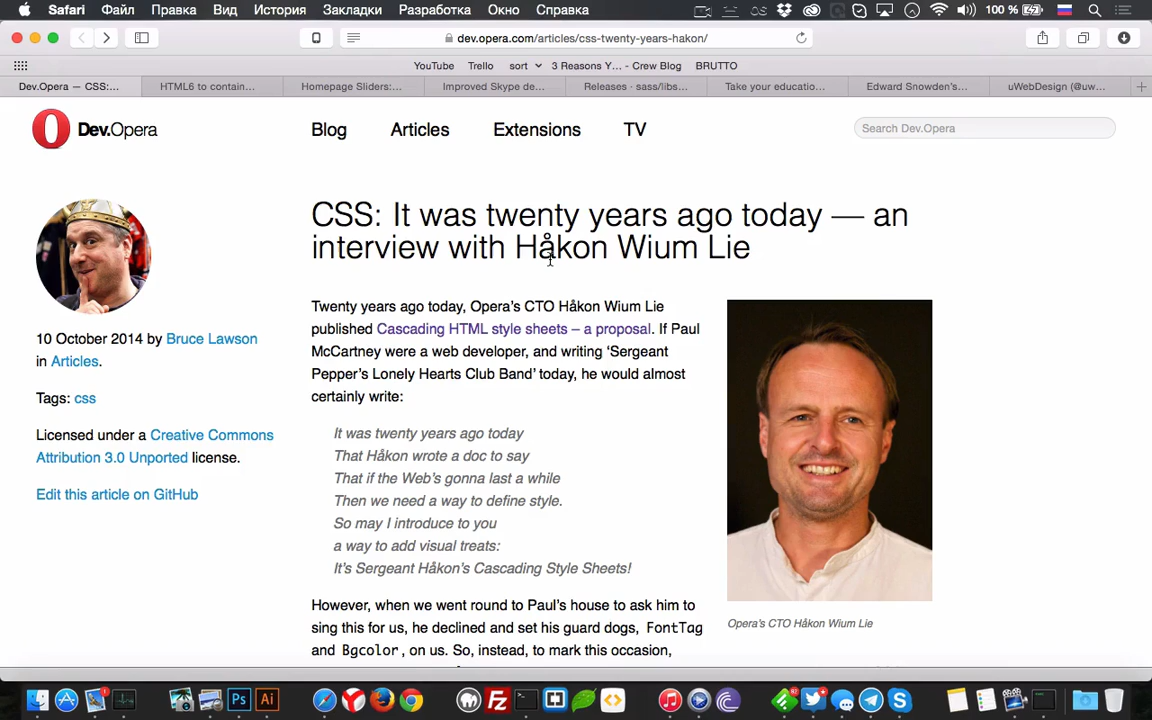 Safari Файл Правка Вид История Закладки Разработка Окно Справка 100 %
dev.opera.com/articles/css-twenty-years-hakon/
YouTube Trello sort 3 Reasons Y… - Crew Blog BRUTTO
Dev.Opera — CSS:... HTML6 to contain... Homepage Sliders:... Improved Skype de... Releases · sass/libs... Take your educatio... Edward Snowden's... uWebDesign (@uw...
Dev.Opera Blog Articles Extensions TV Search Dev.Opera
CSS: It was twenty years ago today — an
interview with Håkon Wium Lie
10 October 2014 by Bruce Lawson
in Articles.
Tags: css
Licensed under a Creative Commons
Attribution 3.0 Unported license.
Edit this article on GitHub
Twenty years ago today, Opera's CTO Håkon Wium Lie
published Cascading HTML style sheets – a proposal. If Paul
McCartney were a web developer, and writing ‘Sergeant
Pepper's Lonely Hearts Club Band’ today, he would almost
certainly write:
It was twenty years ago today
That Håkon wrote a doc to say
That if the Web's gonna last a while
Then we need a way to define style.
So may I introduce to you
a way to add visual treats:
It's Sergeant Håkon's Cascading Style Sheets!
However, when we went round to Paul's house to ask him to
sing this for us, he declined and set his guard dogs, FontTag
and Bgcolor, on us. So, instead, to mark this occasion,
Opera's CTO Håkon Wium Lie
Ps Ai Fz